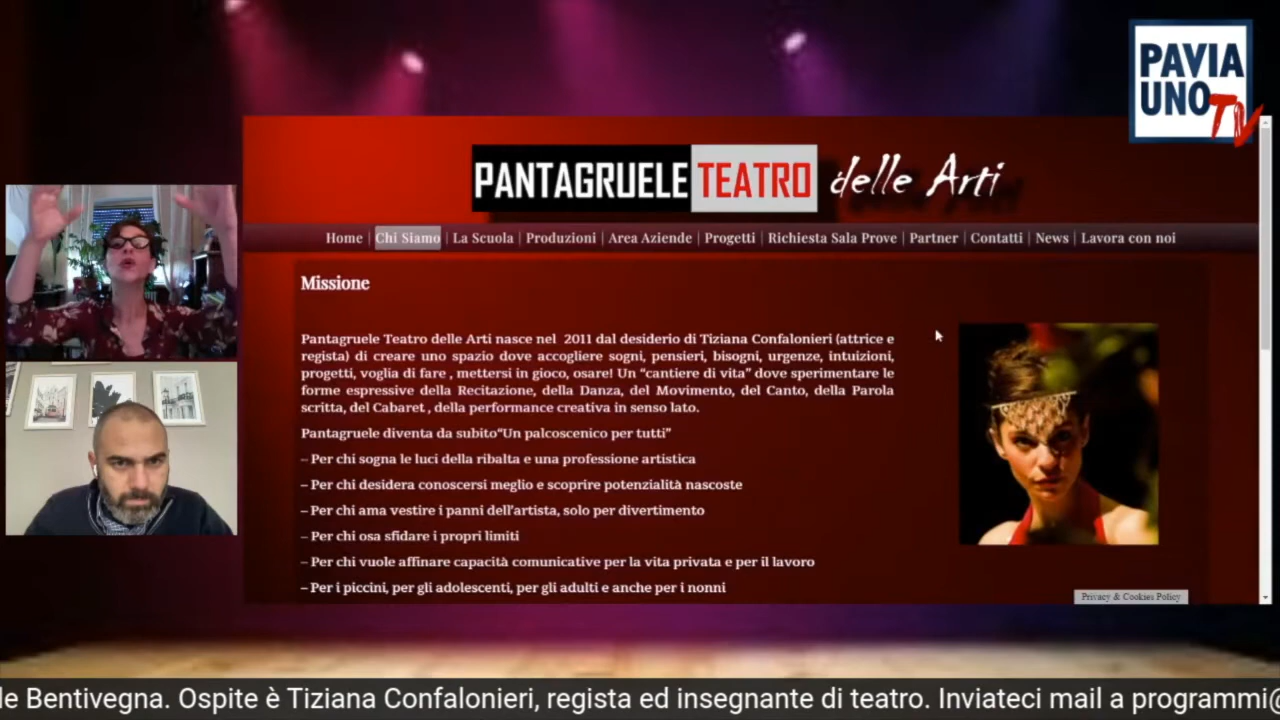 PAVIA
UNO TV
PANTAGRUELE TEATRO delle Arti
Home | Chi Siamo | La Scuola | Produzioni | Area Aziende | Progetti | Richiesta Sala Prove | Partner | Contatti | News | Lavora con noi
Missione
Pantagruele Teatro delle Arti nasce nel 2011 dal desiderio di Tiziana Confalonieri (attrice e
regista) di creare uno spazio dove accogliere sogni, pensieri, bisogni, urgenze, intuizioni,
progetti, voglia di fare , mettersi in gioco, osare! Un “cantiere di vita” dove sperimentare le
forme espressive della Recitazione, della Danza, del Movimento, del Canto, della Parola
scritta, del Cabaret , della performance creativa in senso lato.
Pantagruele diventa da subito“Un palcoscenico per tutti”
– Per chi sogna le luci della ribalta e una professione artistica
– Per chi desidera conoscersi meglio e scoprire potenzialità nascoste
– Per chi ama vestire i panni dell’artista, solo per divertimento
– Per chi osa sfidare i propri limiti
– Per chi vuole affinare capacità comunicative per la vita privata e per il lavoro
– Per i piccini, per gli adolescenti, per gli adulti e anche per i nonni
Privacy & Cookies Policy
le Bentivegna. Ospite è Tiziana Confalonieri, regista ed insegnante di teatro. Inviateci mail a programmi@